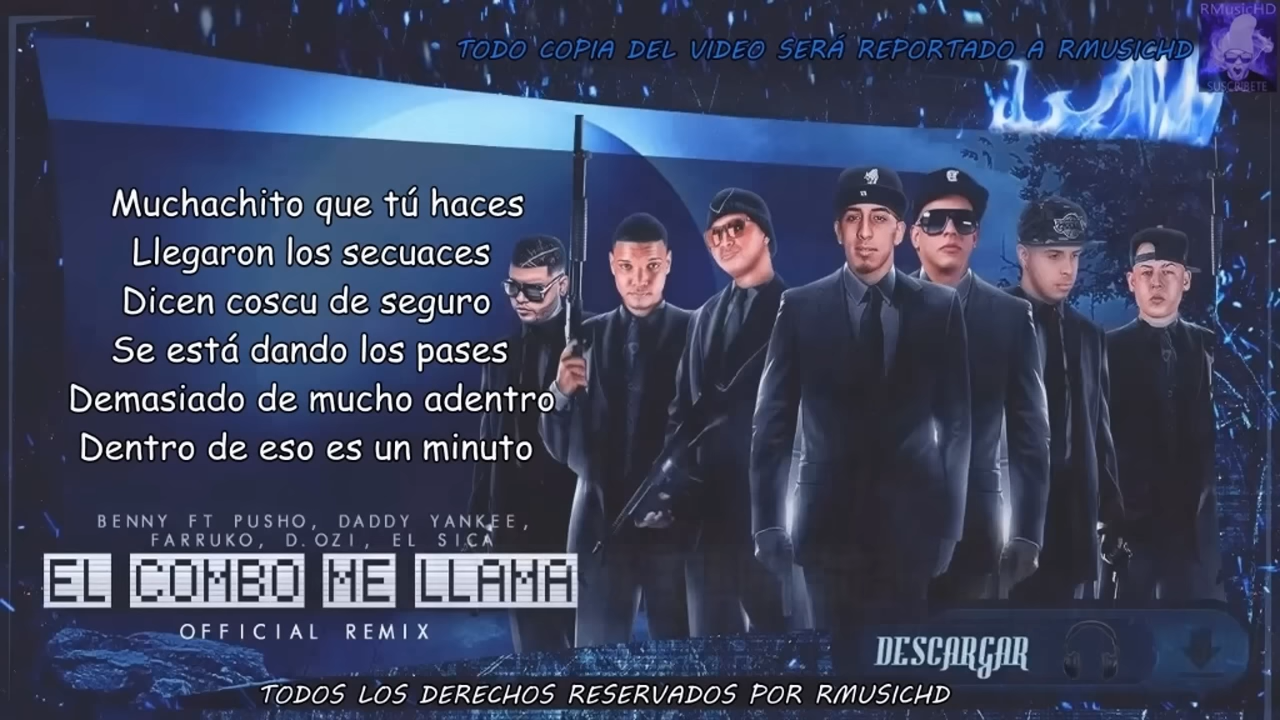 RMusicHD
TODO COPIA DEL VIDEO SERÁ REPORTADO A RMUSICHD
SUSCRIBETE
Muchachito que tú haces
Llegaron los secuaces
Dicen coscu de seguro
Se está dando los pases
Demasiado de mucho adentro
Dentro de eso es un minuto
BENNY FT PUSHO, DADDY YANKEE,
FARRUKO, D.OZI, EL SICA
EL COMBO ME LLAMA
OFFICIAL REMIX
DESCARGAR
TODOS LOS DERECHOS RESERVADOS POR RMUSICHD